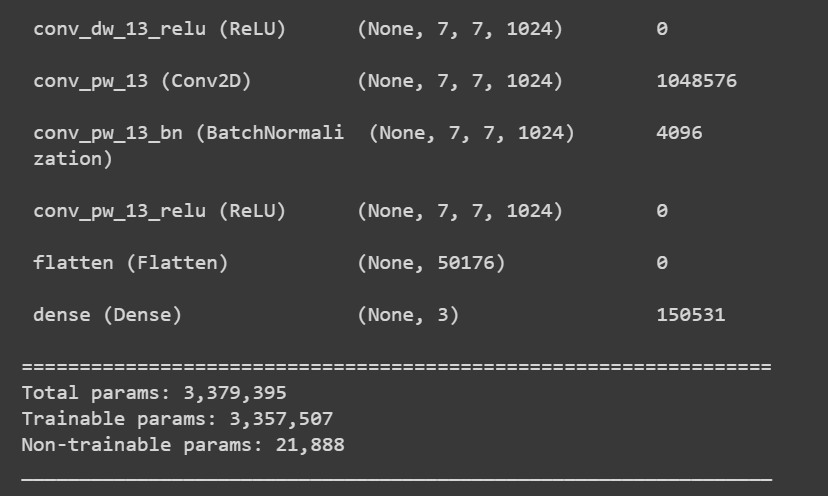 conv_dw_13_relu (ReLU) (None, 7, 7, 1024) 0
conv_pw_13 (Conv2D) (None, 7, 7, 1024) 1048576
conv_pw_13_bn (BatchNormali (None, 7, 7, 1024) 4096
zation)
conv_pw_13_relu (ReLU) (None, 7, 7, 1024) 0
flatten (Flatten) (None, 50176) 0
dense (Dense) (None, 3) 150531
=================================================================
Total params: 3,379,395
Trainable params: 3,357,507
Non-trainable params: 21,888
_________________________________________________________________